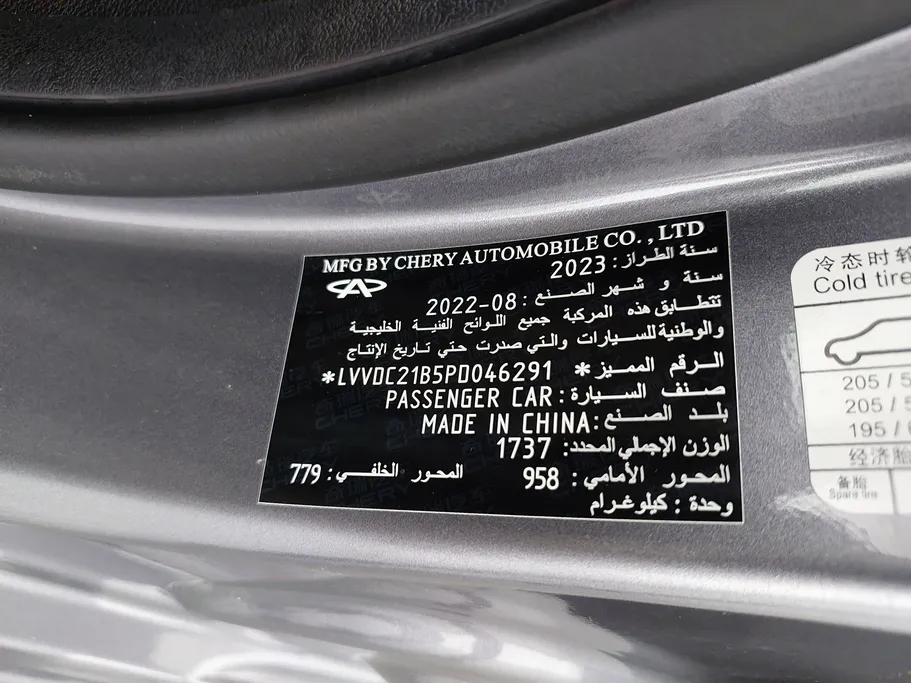 MFG BY CHERY AUTOMOBILE CO. , LTD
سنة الطراز : 2023
سنة و شهر الصنع : 2022-08
تتطابق هذه المركبة جميع اللوائح الفنية الخليجية
والوطنية للسيارات والتي صدرت حتي تاريخ الإنتاج
الرقم المميز * LVVDC21B5PD046291*
صنف السيارة : PASSENGER CAR
بلد الصنع : MADE IN CHINA
الوزن الإجمالي المحدد: 1737
المحور الأمامي : 958 المحور الخلفي : 779
وحدة : كيلوغرام
冷态时轮
Cold tire
205 / 5
205 / 5
195 / 6
经济胎
备胎
Spare tire